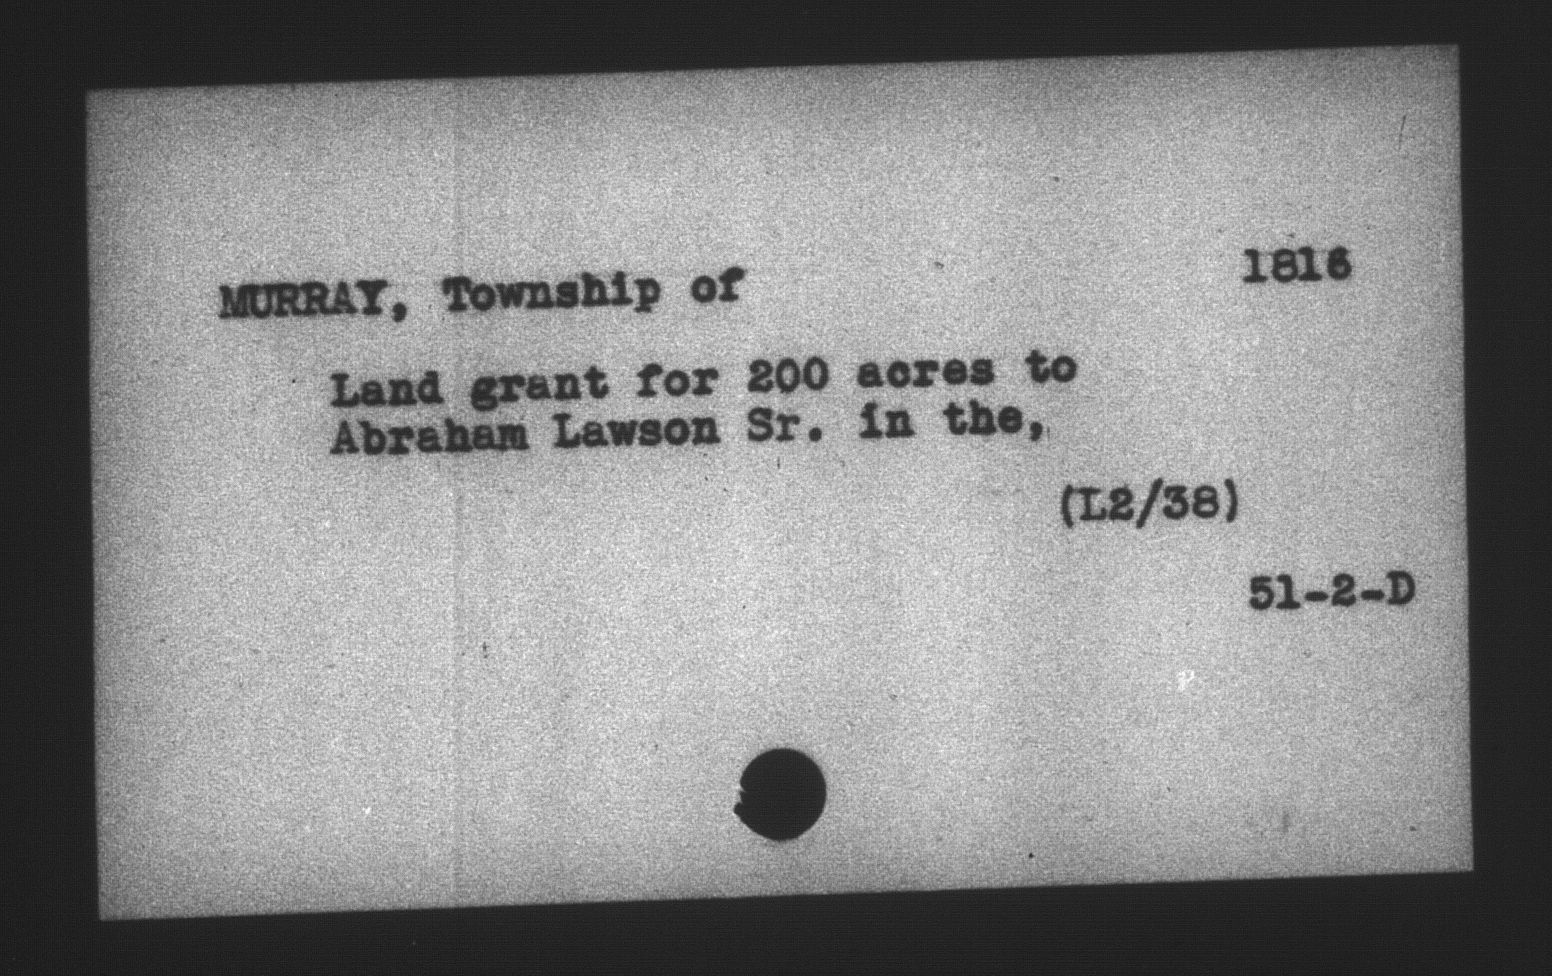 MURRAY, Township of 1816
Land grant for 200 acres to
Abraham Lawson Sr. in the,
(L2/38)
51-2-D